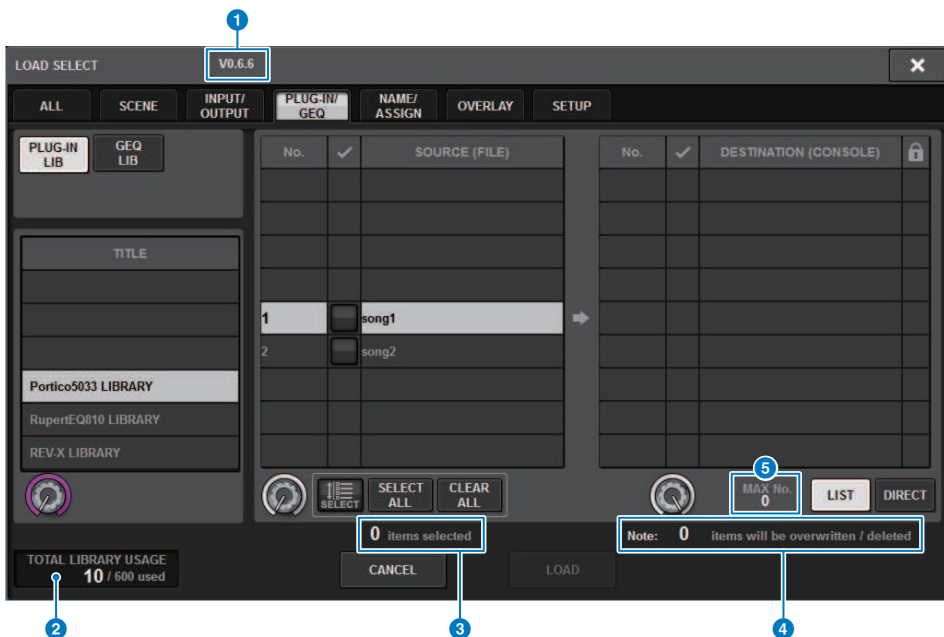 1
LOAD SELECT V0.6.6
ALL SCENE INPUT/ OUTPUT PLUG-IN/ GEQ NAME/ ASSIGN OVERLAY SETUP
PLUG-IN LIB GEQ LIB
No. SOURCE (FILE) No. DESTINATION (CONSOLE)
TITLE
1 song1
2 song2
Portico5033 LIBRARY
RupertEQ810 LIBRARY
REV-X LIBRARY
5
SELECT SELECT ALL CLEAR ALL MAX No. 0 LIST DIRECT
0 items selected Note: 0 items will be overwritten / deleted
TOTAL LIBRARY USAGE
10 / 600 used
CANCEL LOAD
2 3 4